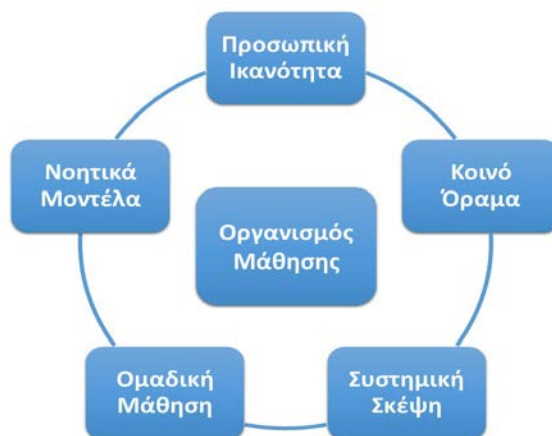 Προσωπική
Ικανότητα
Νοητικά
Μοντέλα
Κοινό
Όραμα
Οργανισμός
Μάθησης
Ομαδική
Μάθηση
Συστημική
Σκέψη